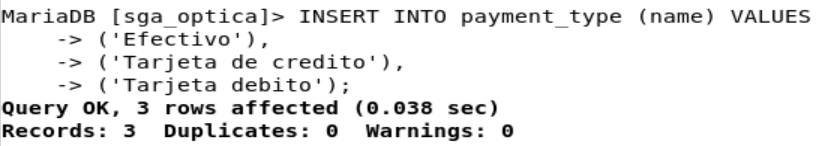 MariaDB [sga_optica]> INSERT INTO payment_type (name) VALUES
    -> ('Efectivo'),
    -> ('Tarjeta de credito'),
    -> ('Tarjeta debito');
Query OK, 3 rows affected (0.038 sec)
Records: 3  Duplicates: 0  Warnings: 0